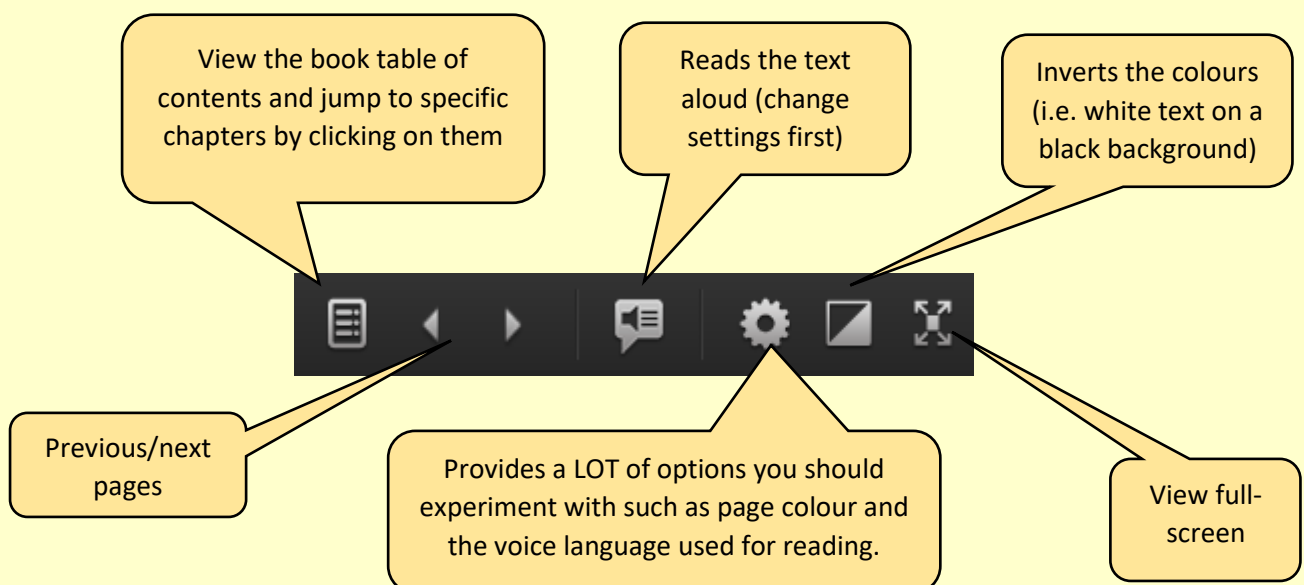 View the book table of
contents and jump to specific
chapters by clicking on them
Reads the text
aloud (change
settings first)
Inverts the colours
(i.e. white text on a
black background)
Previous/next
pages
Provides a LOT of options you should
experiment with such as page colour and
the voice language used for reading.
View full-
screen